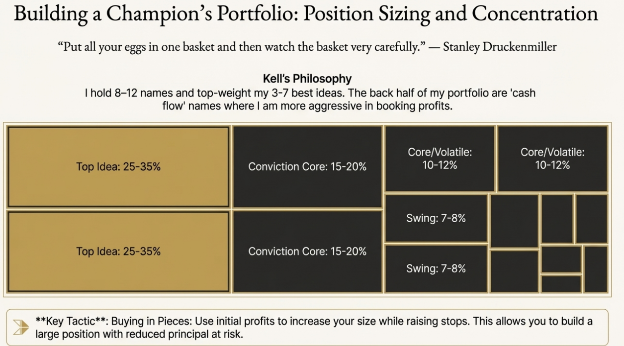 Building a Champion’s Portfolio: Position Sizing and Concentration
“Put all your eggs in one basket and then watch the basket very carefully.” — Stanley Druckenmiller
Kell’s Philosophy
I hold 8–12 names and top-weight my 3-7 best ideas. The back half of my portfolio are 'cash
flow' names where I am more aggressive in booking profits.
Top Idea: 25-35%
Conviction Core: 15-20%
Core/Volatile:
10-12%
Core/Volatile:
10-12%
Swing: 7-8%
Top Idea: 25-35%
Conviction Core: 15-20%
Swing: 7-8%
**Key Tactic**: Buying in Pieces: Use initial profits to increase your size while raising stops. This allows you to build a
large position with reduced principal at risk.